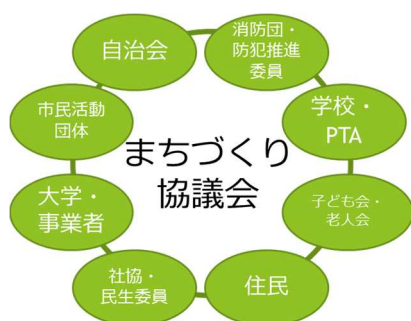 自治会
消防団・
防犯推進
委員
学校・
PTA
子ども会・
老人会
住民
社協・
民生委員
大学・
事業者
市民活動
団体
まちづくり
協議会